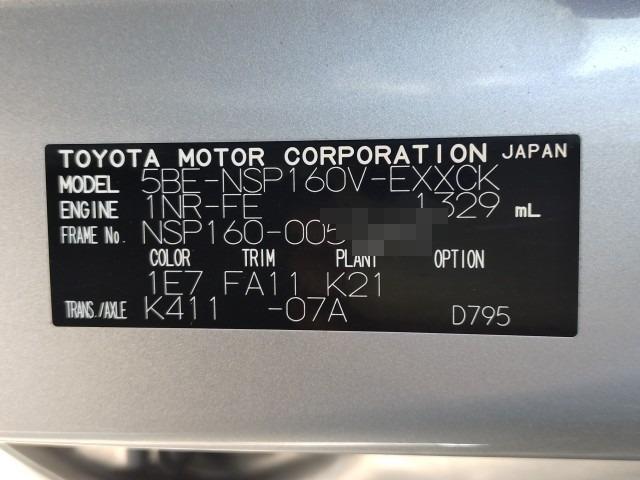 TOYOTA MOTOR CORPORATION JAPAN
MODEL 5BE-NSP160V-EXXCK
ENGINE 1NR-FE 1329 mL
FRAME No. NSP160-005
COLOR TRIM PLANT OPTION
1E7 FA11 K21
TRANS./AXLE K411 -07A D795